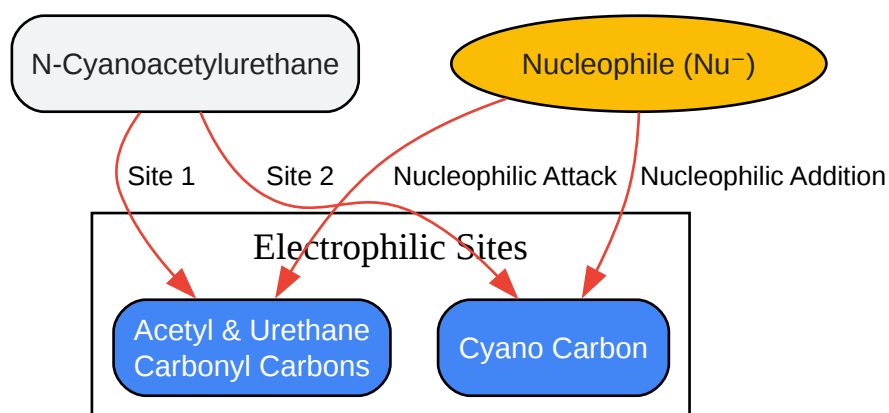 N-Cyanoacetylurethane
Nucleophile (Nu⁻)
Site 1
Site 2
Nucleophilic Attack
Nucleophilic Addition
Electrophilic Sites
Acetyl & Urethane
Carbonyl Carbons
Cyano Carbon